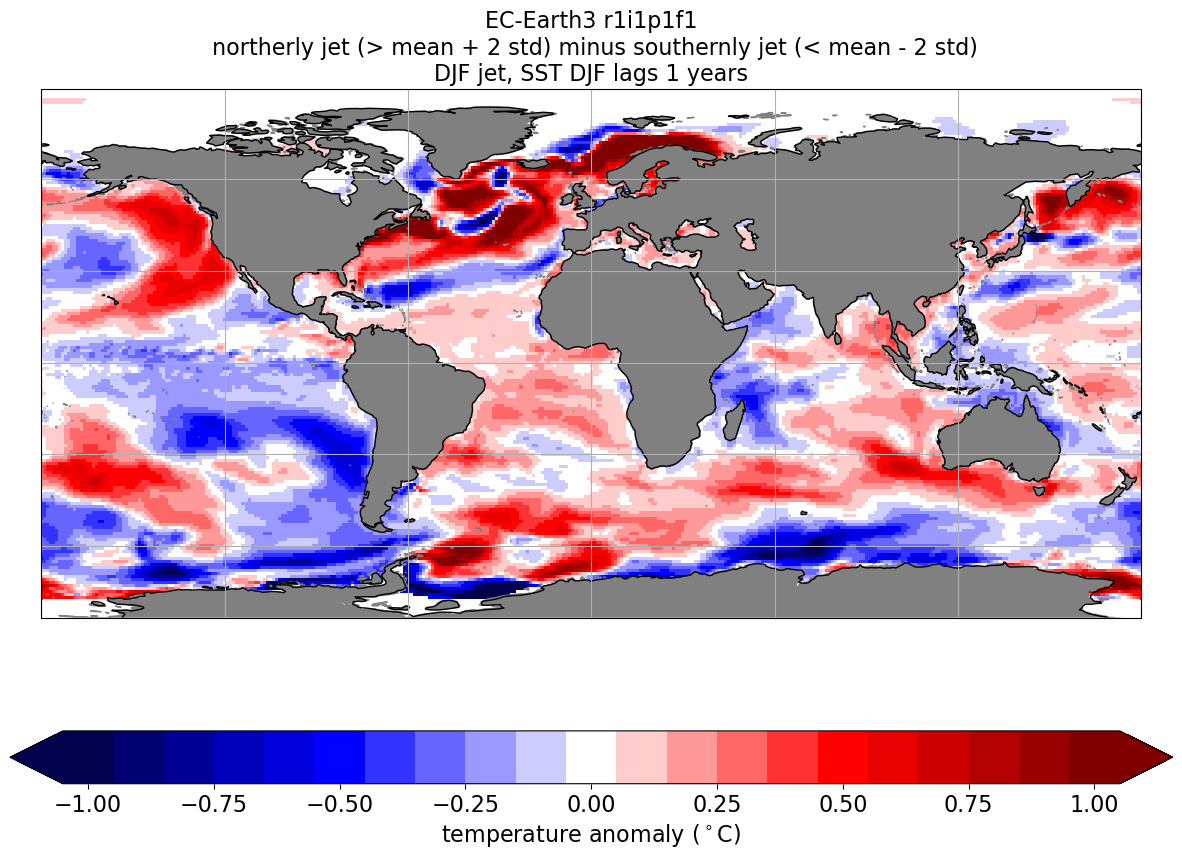 EC-Earth3 r1i1p1f1
northerly jet (> mean + 2 std) minus southernly jet (< mean - 2 std)
DJF jet, SST DJF lags 1 years
−1.00 −0.75 −0.50 −0.25 0.00 0.25 0.50 0.75 1.00
temperature anomaly (°C)